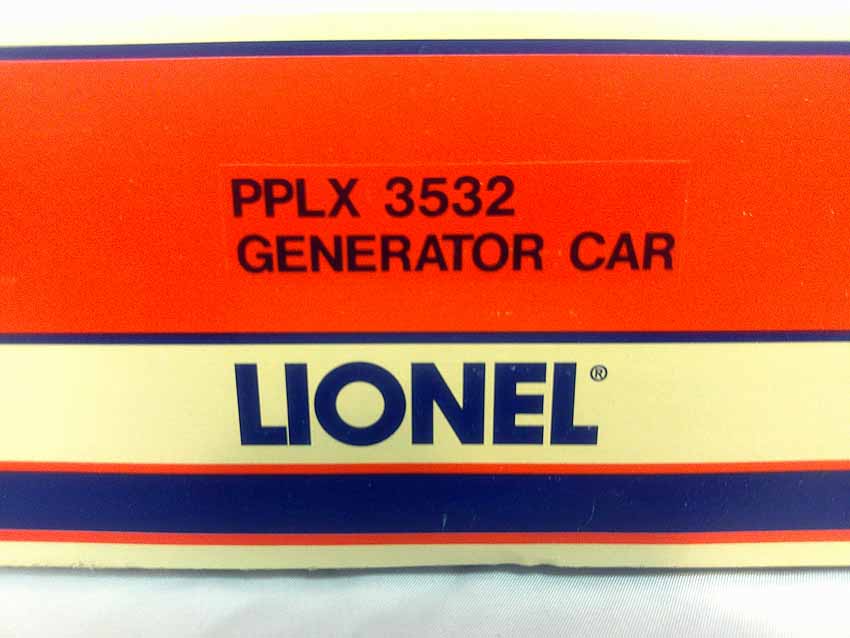 PPLX 3532
GENERATOR CAR
LIONEL®